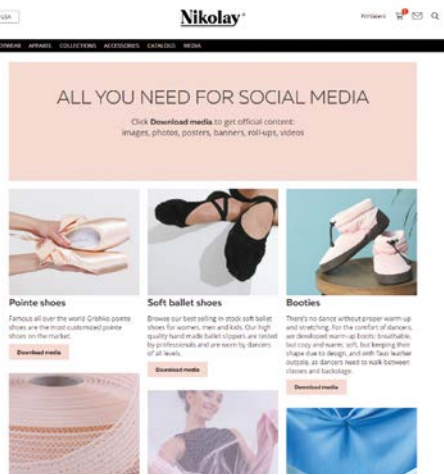 USA
Nikolay®
APPAREL COLLECTIONS ACCESSORIES CATALOGS MEDIA
ALL YOU NEED FOR SOCIAL MEDIA
Click Download media to get official content:
images, photos, posters, banners, roll-ups, videos
Pointe shoes
Famous all over the world Grishko pointe
shoes are the most customized pointe
shoes on the market.
Download media
Soft ballet shoes
Browse our best selling in stock soft ballet
shoes for women, men and kids. Our high
quality hand made ballet slippers are tested
by professionals and are worn by dancers
of all levels.
Download media
Booties
There's no dance without proper warm-up
and stretching. For the comfort of dancers,
we developed warm-up boots: breathable,
but cozy and warm; soft, but keeping their
shape due to design, and with faux leather
outsole, as dancers need to walk between
classes and backstage.
Download media